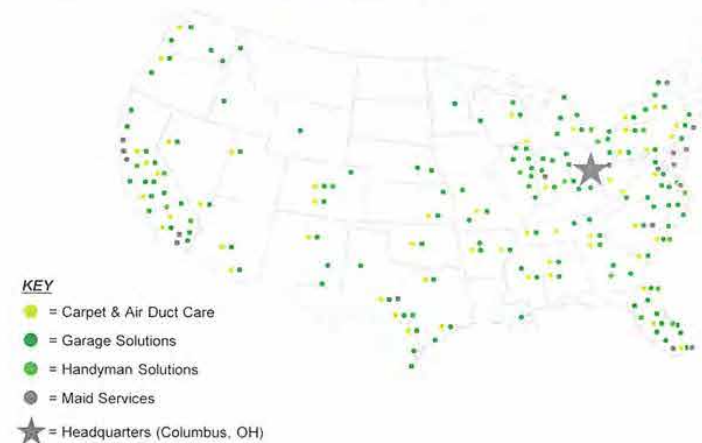 KEY
= Carpet & Air Duct Care
= Garage Solutions
= Handyman Solutions
= Maid Services
= Headquarters (Columbus, OH)